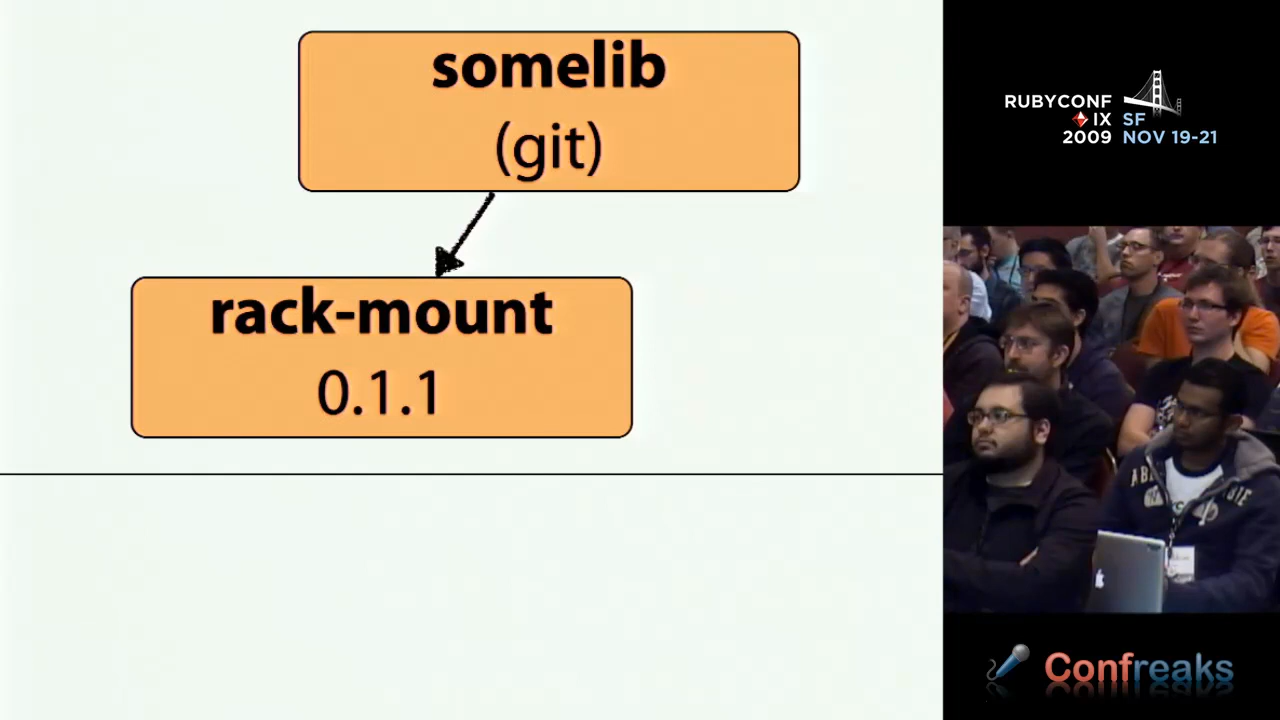 somelib
(git)
rack-mount
0.1.1
RUBYCONF
IX SF
2009 NOV 19-21
Confreaks